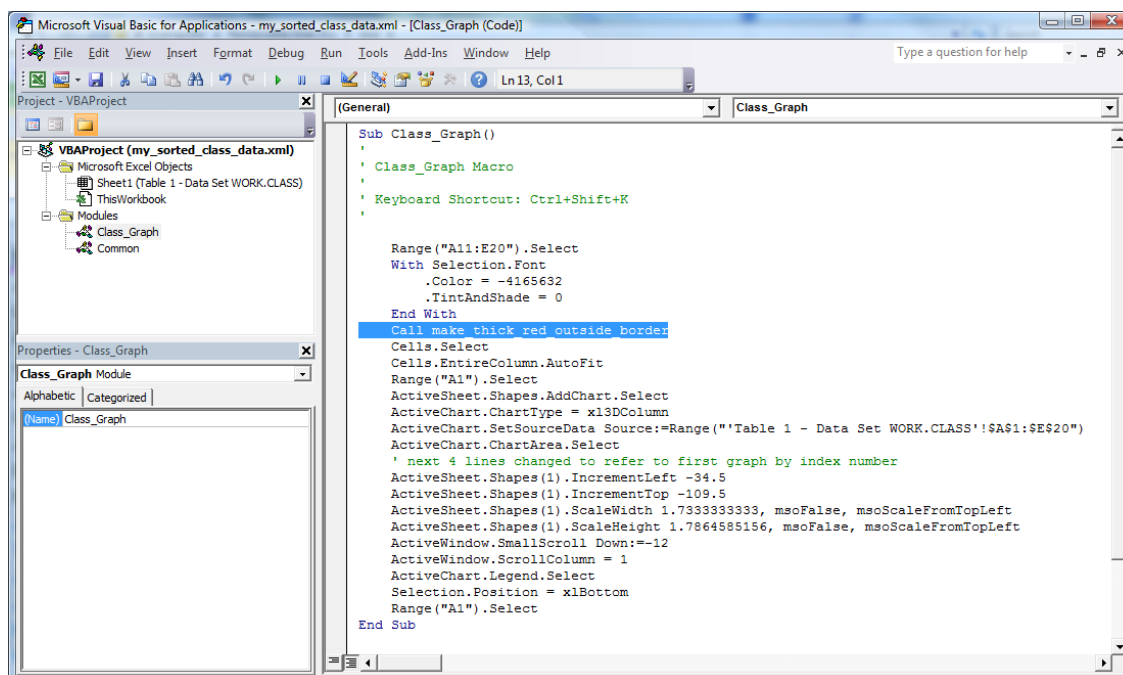 Microsoft Visual Basic for Applications - my_sorted_class_data.xml - [Class_Graph (Code)]
File Edit View Insert Format Debug Run Tools Add-Ins Window Help
Type a question for help
Ln 13, Col 1
Project - VBAProject
VBAProject (my_sorted_class_data.xml)
Microsoft Excel Objects
Sheet1 (Table 1 - Data Set WORK.CLASS)
ThisWorkbook
Modules
Class_Graph
Common
Properties - Class_Graph
Class_Graph Module
Alphabetic Categorized
(Name) Class_Graph
(General) Class_Graph
Sub Class_Graph()
'
' Class_Graph Macro
'
' Keyboard Shortcut: Ctrl+Shift+K
'
Range("A11:E20").Select
With Selection.Font
.Color = -4165632
.TintAndShade = 0
End With
Call make_thick_red_outside_border
Cells.Select
Cells.EntireColumn.AutoFit
Range("A1").Select
ActiveSheet.Shapes.AddChart.Select
ActiveChart.ChartType = xl3DColumn
ActiveChart.SetSourceData Source:=Range("'Table 1 - Data Set WORK.CLASS'!$A$1:$E$20")
ActiveChart.ChartArea.Select
' next 4 lines changed to refer to first graph by index number
ActiveSheet.Shapes(1).IncrementLeft -34.5
ActiveSheet.Shapes(1).IncrementTop -109.5
ActiveSheet.Shapes(1).ScaleWidth 1.7333333333, msoFalse, msoScaleFromTopLeft
ActiveSheet.Shapes(1).ScaleHeight 1.7864585156, msoFalse, msoScaleFromTopLeft
ActiveWindow.SmallScroll Down:=-12
ActiveWindow.ScrollColumn = 1
ActiveChart.Legend.Select
Selection.Position = xlBottom
Range("A1").Select
End Sub